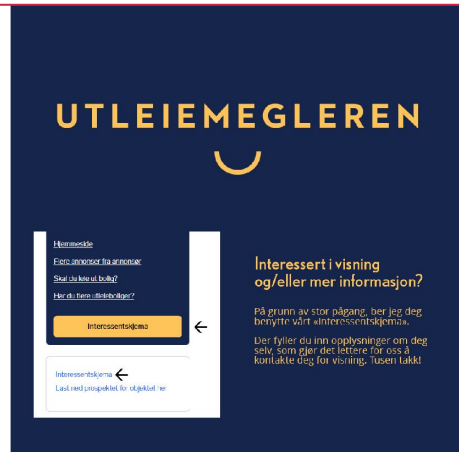 UTLEIEMEGLEREN
Hjemmeside
Flere annonser fra annonsør
Skal du leie ut bolig?
Har du flere utleieboliger?
Interessentskjema
Interessentskjema
Last ned prospektet for objektet her
Interessert i visning
og/eller mer informasjon?
På grunn av stor pågang, ber jeg deg
benytte vårt «Interessentskjema».
Der fyller du inn opplysninger om deg
selv, som gjør det lettere for oss å
kontakte deg for visning. Tusen takk!